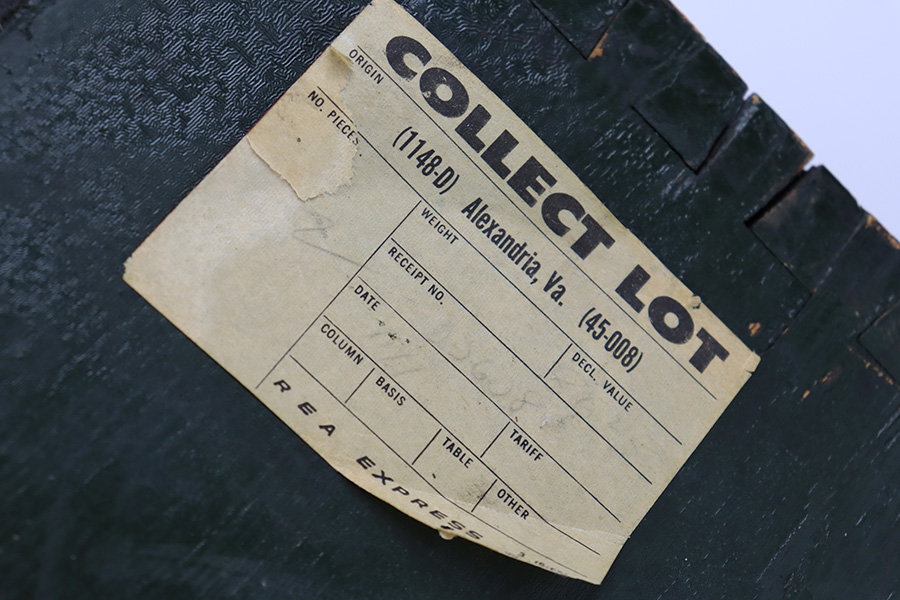 COLLECT LOT
ORIGIN
(1148-D) Alexandria, Va. (45-008)
NO. PIECES
WEIGHT
DECL. VALUE
RECEIPT NO.
DATE
TARIFF
COLUMN
BASIS
TABLE
OTHER
REA EXPRESS